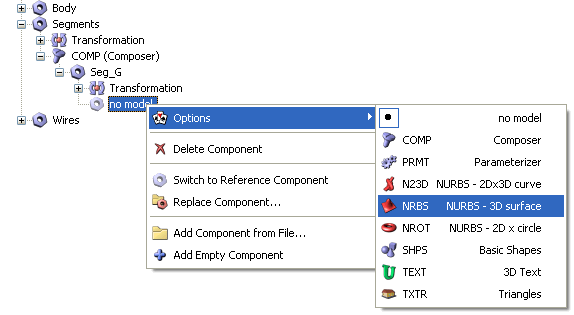 Body
Segments
Transformation
COMP (Composer)
Seg_G
Transformation
no model
Wires
Options
Delete Component
Switch to Reference Component
Replace Component...
Add Component from File...
Add Empty Component
no model
COMP Composer
PRMT Parameterizer
N23D NURBS - 2Dx3D curve
NRBS NURBS - 3D surface
NROT NURBS - 2D x circle
SHPS Basic Shapes
TEXT 3D Text
TXTR Triangles